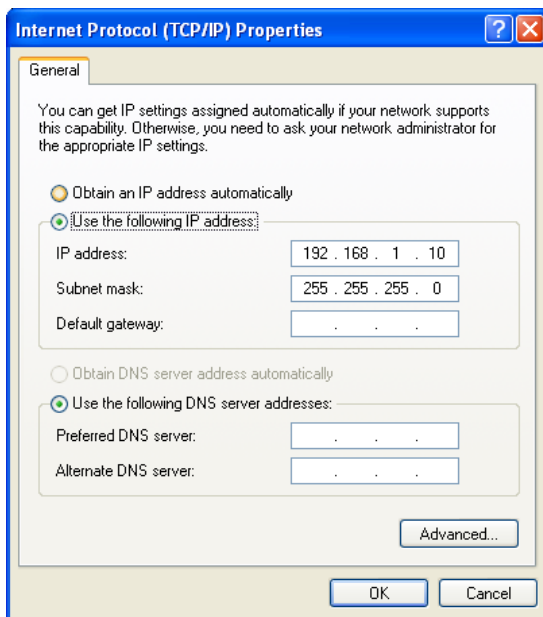 Internet Protocol (TCP/IP) Properties
General
You can get IP settings assigned automatically if your network supports
this capability. Otherwise, you need to ask your network administrator for
the appropriate IP settings.
Obtain an IP address automatically
Use the following IP address:
IP address: 192 . 168 . 1 . 10
Subnet mask: 255 . 255 . 255 . 0
Default gateway: . . .
Obtain DNS server address automatically
Use the following DNS server addresses:
Preferred DNS server: . . .
Alternate DNS server: . . .
Advanced...
OK Cancel